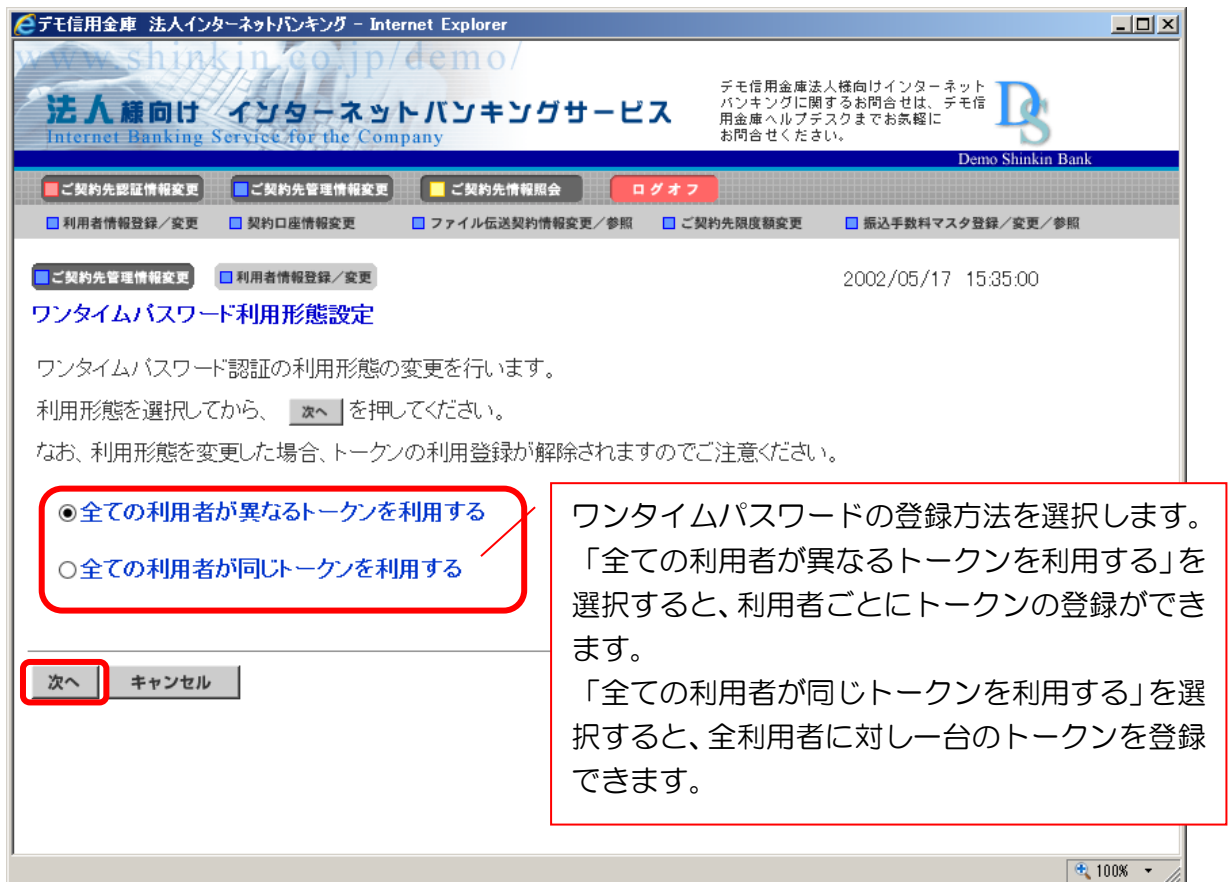 デモ信用金庫 法人インターネットバンキング - Internet Explorer
www.shinkin.co.jp/demo/
法人様向け インターネットバンキングサービス
Internet Banking Service for the Company
デモ信用金庫法人様向けインターネット
バンキングに関するお問合せは、デモ信
用金庫ヘルプデスクまでお気軽に
お問合せください。
DS
Demo Shinkin Bank
ご契約先認証情報変更 ご契約先管理情報変更 ご契約先情報照会 ログオフ
利用者情報登録／変更 契約口座情報変更 ファイル伝送契約情報変更／参照 ご契約先限度額変更 振込手数料マスタ登録／変更／参照
ご契約先管理情報変更 利用者情報登録／変更 2002/05/17 15:35:00
ワンタイムパスワード利用形態設定
ワンタイムパスワード認証の利用形態の変更を行います。
利用形態を選択してから、 次へ を押してください。
なお、利用形態を変更した場合、トークンの利用登録が解除されますのでご注意ください。
全ての利用者が異なるトークンを利用する
全ての利用者が同じトークンを利用する
ワンタイムパスワードの登録方法を選択します。
「全ての利用者が異なるトークンを利用する」を
選択すると、利用者ごとにトークンの登録ができ
ます。
「全ての利用者が同じトークンを利用する」を選
択すると、全利用者に対し一台のトークンを登録
できます。
次へ キャンセル
100%